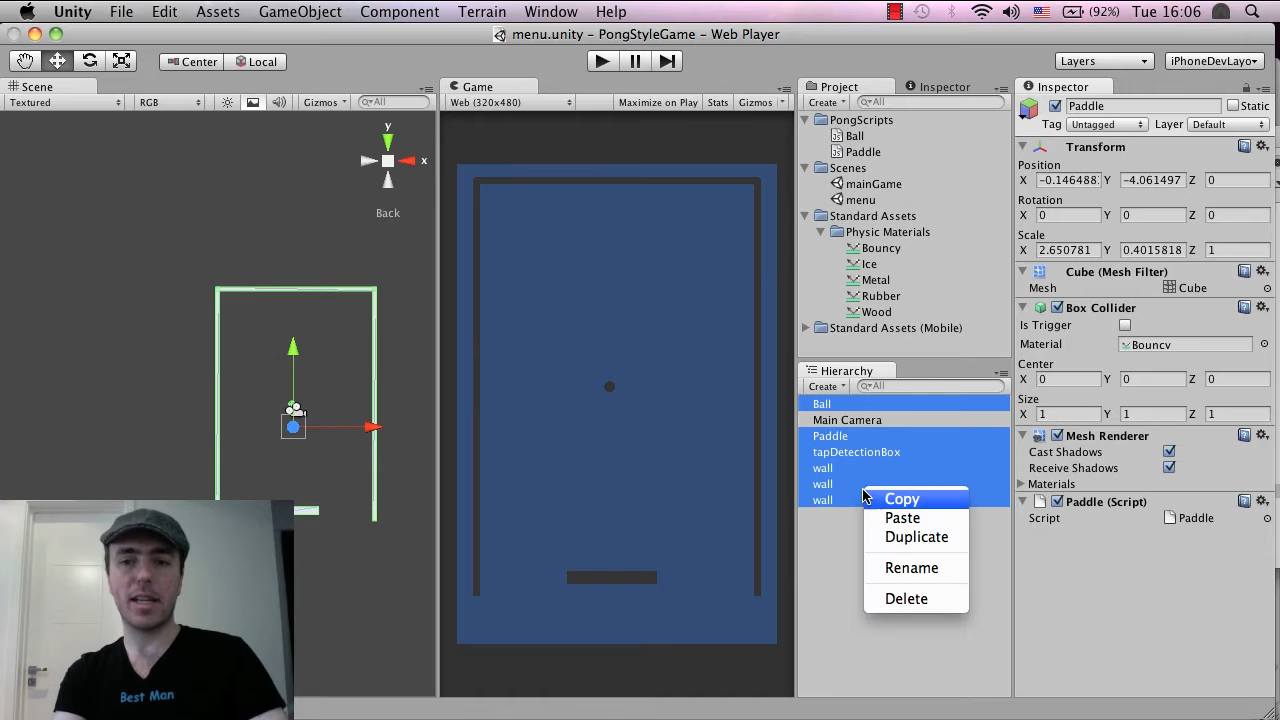 Unity File Edit Assets GameObject Component Terrain Window Help (92%) Tue 16:06
menu.unity – PongStyleGame – Web Player
Center Local Layers iPhoneDevLayo
Scene Game Project Inspector Inspector
Textured RGB Gizmos All Web (320x480) Maximize on Play Stats Gizmos Create All
Paddle Static
Tag Untagged Layer Default
y
x
Back
PongScripts
Ball
Paddle
Scenes
mainGame
menu
Standard Assets
Physic Materials
Bouncy
Ice
Metal
Rubber
Wood
Standard Assets (Mobile)
Hierarchy
Create All
Ball
Main Camera
Paddle
tapDetectionBox
wall
wall
wall
Copy
Paste
Duplicate
Rename
Delete
Transform
Position
X −0.146488 Y −4.061497 Z 0
Rotation
X 0 Y 0 Z 0
Scale
X 2.650781 Y 0.4015818 Z 1
Cube (Mesh Filter)
Mesh Cube
Box Collider
Is Trigger
Material Bouncy
Center
X 0 Y 0 Z 0
Size
X 1 Y 1 Z 1
Mesh Renderer
Cast Shadows
Receive Shadows
Materials
Paddle (Script)
Script Paddle
Best Man